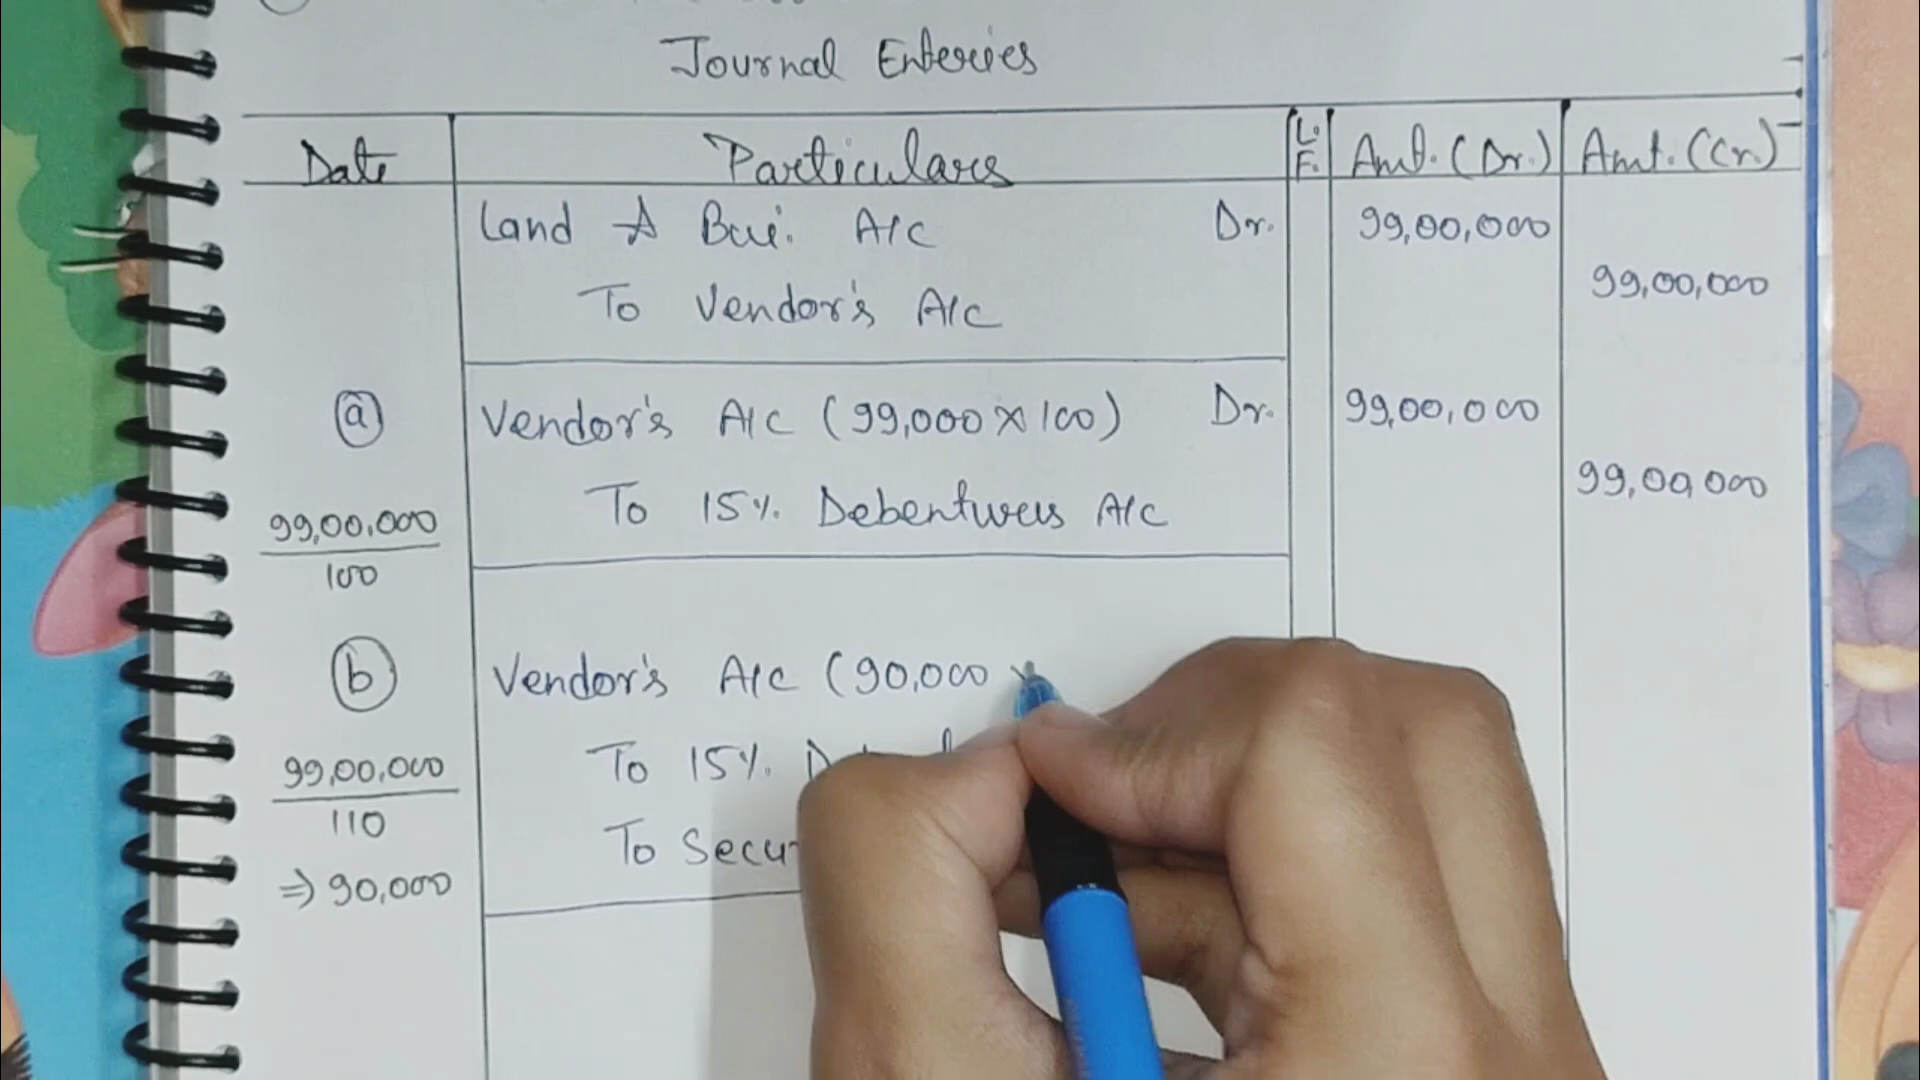 Journal Enteries
Date Particulars L.F. Amt. (Dr.) Amt. (Cr.)
Land & Bui. A/C Dr. 99,00,000
To Vendor's A/C 99,00,000
(a) Vendor's A/C (99,000 × 100) Dr. 99,00,000
To 15% Debentures A/C 99,00,000
99,00,000
100
(b) Vendor's A/C (90,000 ×
To 15%.
99,00,000
110
To
⇒ 90,000